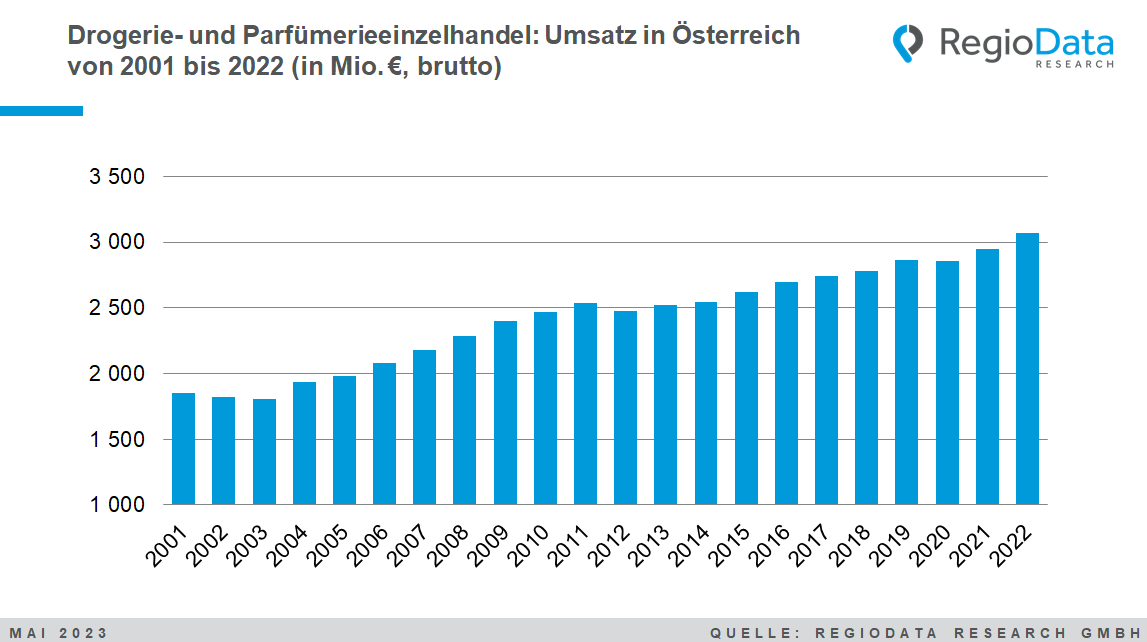 Drogerie- und Parfümerieeinzelhandel: Umsatz in Österreich
von 2001 bis 2022 (in Mio. €, brutto)
RegioData
RESEARCH
3 500
3 000
2 500
2 000
1 500
1 000
2001 2002 2003 2004 2005 2006 2007 2008 2009 2010 2011 2012 2013 2014 2015 2016 2017 2018 2019 2020 2021 2022
MAI 2023
QUELLE: REGIODATA RESEARCH GMBH